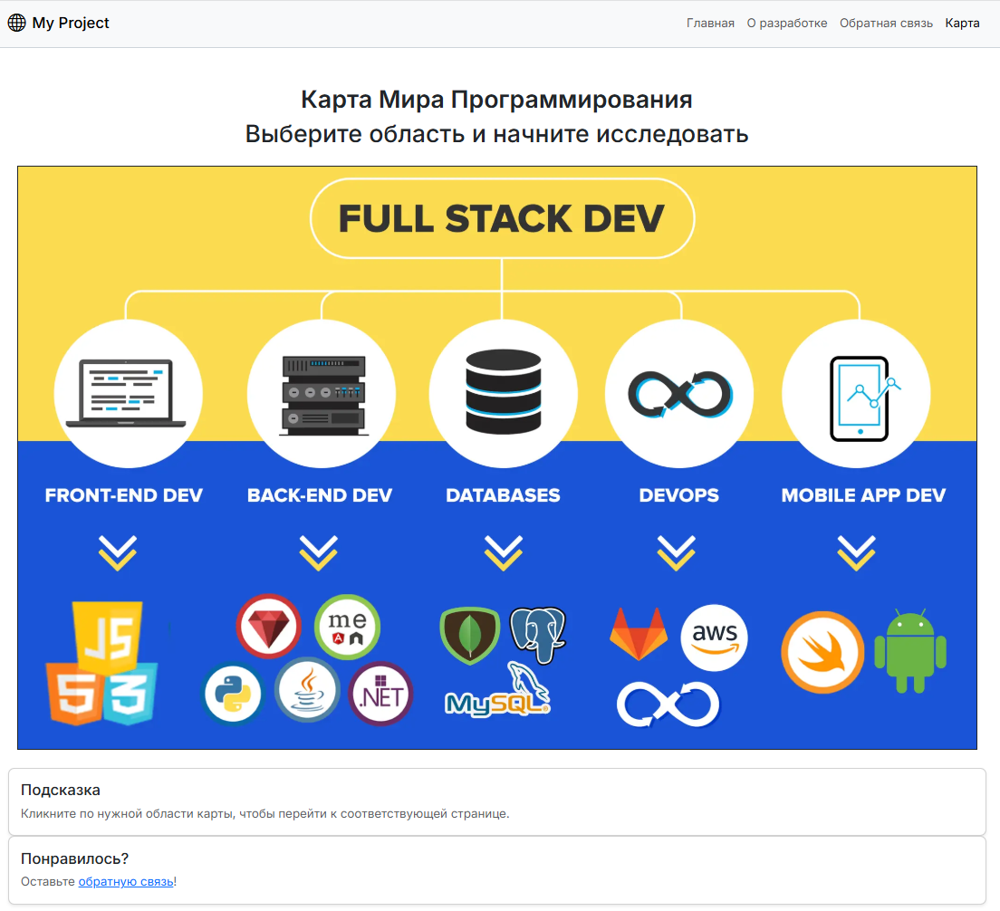 My Project
Главная О разработке Обратная связь Карта
Карта Мира Программирования
Выберите область и начните исследовать
FULL STACK DEV
FRONT-END DEV BACK-END DEV DATABASES DEVOPS MOBILE APP DEV
JS
5 3
me
an
.NET
MySQL
aws
Подсказка
Кликните по нужной области карты, чтобы перейти к соответствующей странице.
Понравилось?
Оставьте обратную связь!